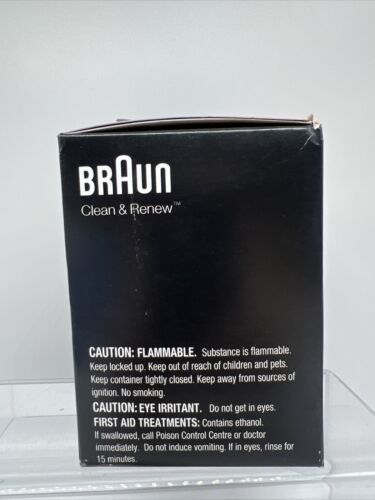 BRAUN
Clean & Renew™
CAUTION: FLAMMABLE. Substance is flammable.
Keep locked up. Keep out of reach of children and pets.
Keep container tightly closed. Keep away from sources of
ignition. No smoking.
CAUTION: EYE IRRITANT. Do not get in eyes.
FIRST AID TREATMENTS: Contains ethanol.
If swallowed, call Poison Control Centre or doctor
immediately. Do not induce vomiting. If in eyes, rinse for
15 minutes.